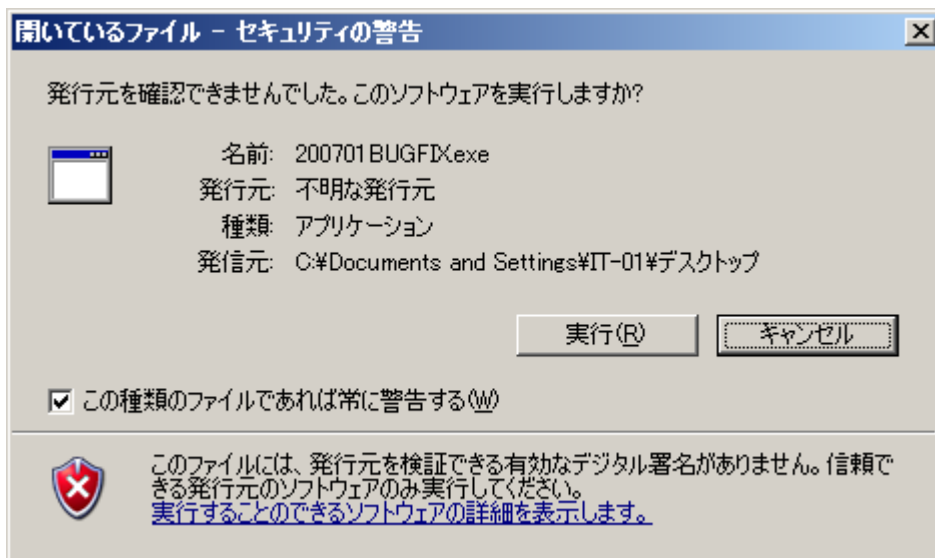 開いているファイル - セキュリティの警告
発行元を確認できませんでした。このソフトウェアを実行しますか?
名前: 200701BUGFIX.exe
発行元: 不明な発行元
種類: アプリケーション
発信元: C:¥Documents and Settings¥IT-01¥デスクトップ
実行(R) キャンセル
この種類のファイルであれば常に警告する(W)
このファイルには、発行元を検証できる有効なデジタル署名がありません。信頼で
きる発行元のソフトウェアのみ実行してください。
実行することのできるソフトウェアの詳細を表示します。